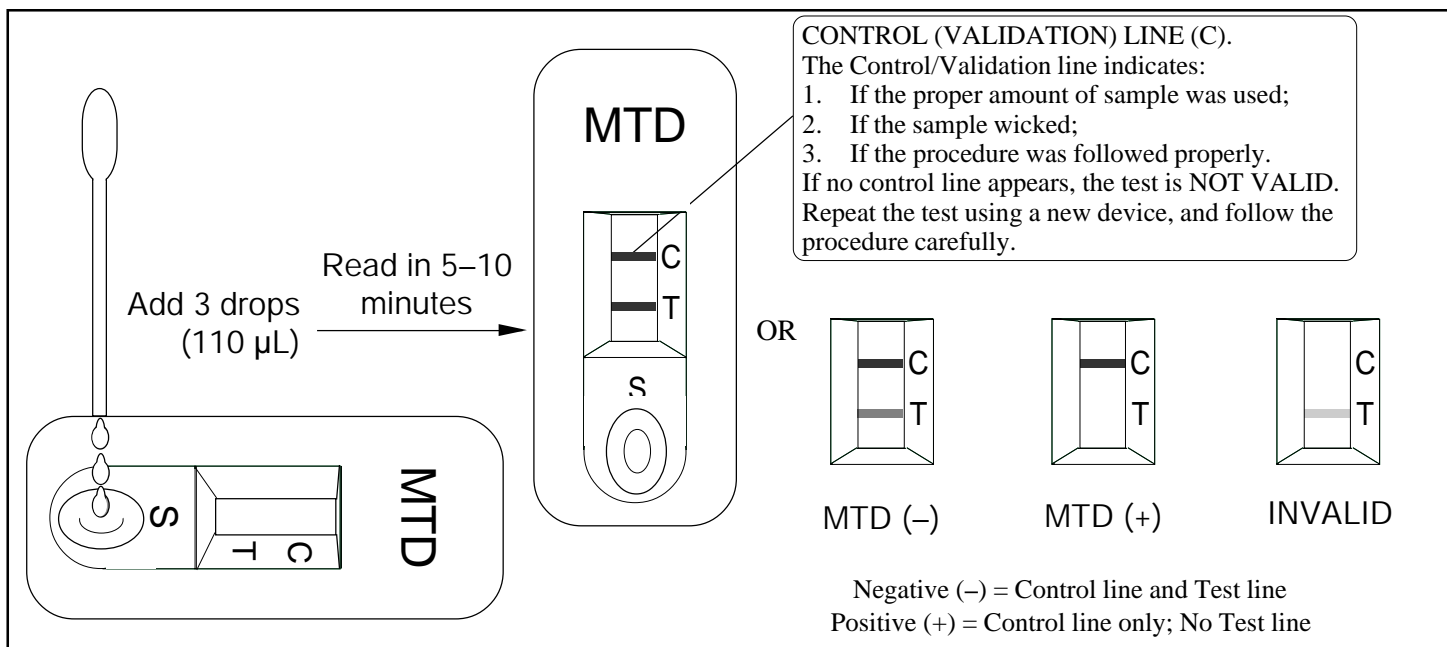 CONTROL (VALIDATION) LINE (C).
The Control/Validation line indicates:
1. If the proper amount of sample was used;
2. If the sample wicked;
3. If the procedure was followed properly.
If no control line appears, the test is NOT VALID.
Repeat the test using a new device, and follow the
procedure carefully.
MTD
C
T
S
Read in 5–10
minutes
Add 3 drops
(110 µL)
S
T C
MTD
OR
C
T
MTD (–)
C
T
MTD (+)
C
T
INVALID
Negative (–) = Control line and Test line
Positive (+) = Control line only; No Test line